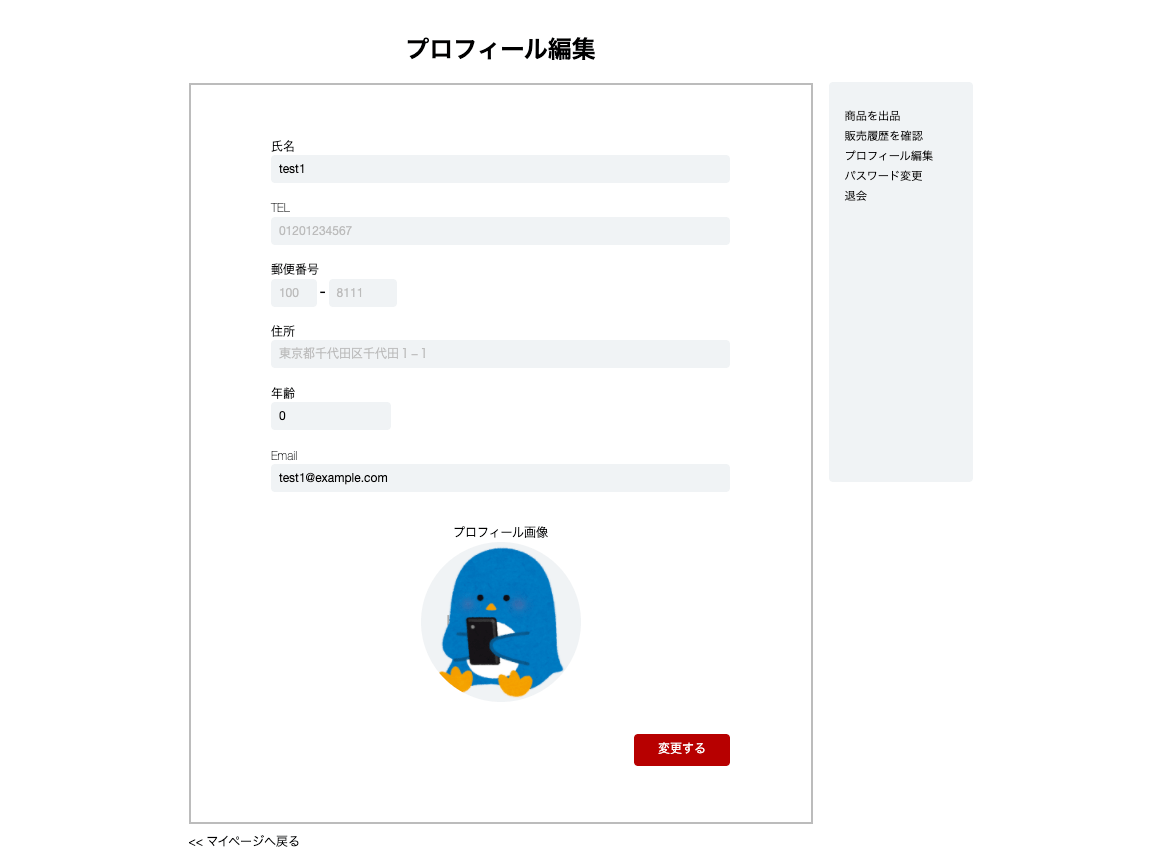 プロフィール編集
氏名
test1
TEL
01201234567
郵便番号
100 - 8111
住所
東京都千代田区千代田１−１
年齢
0
Email
test1@example.com
プロフィール画像
変更する
<< マイページへ戻る
商品を出品
販売履歴を確認
プロフィール編集
パスワード変更
退会